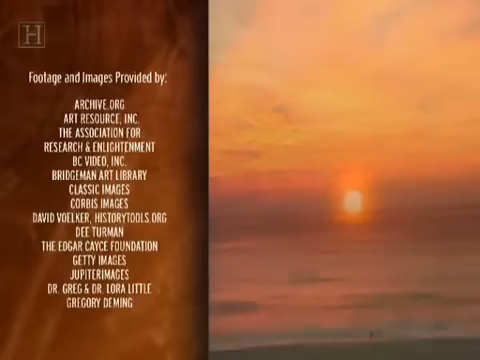 H
Footage and Images Provided by:
ARCHIVE.ORG
ART RESOURCE, INC.
THE ASSOCIATION FOR
RESEARCH & ENLIGHTENMENT
BC VIDEO, INC.
BRIDGEMAN ART LIBRARY
CLASSIC IMAGES
CORBIS IMAGES
DAVID VOELKER, HISTORYTOOLS.ORG
DEE TURMAN
THE EDGAR CAYCE FOUNDATION
GETTY IMAGES
JUPITERIMAGES
DR. GREG & DR. LORA LITTLE
GREGORY DEMING